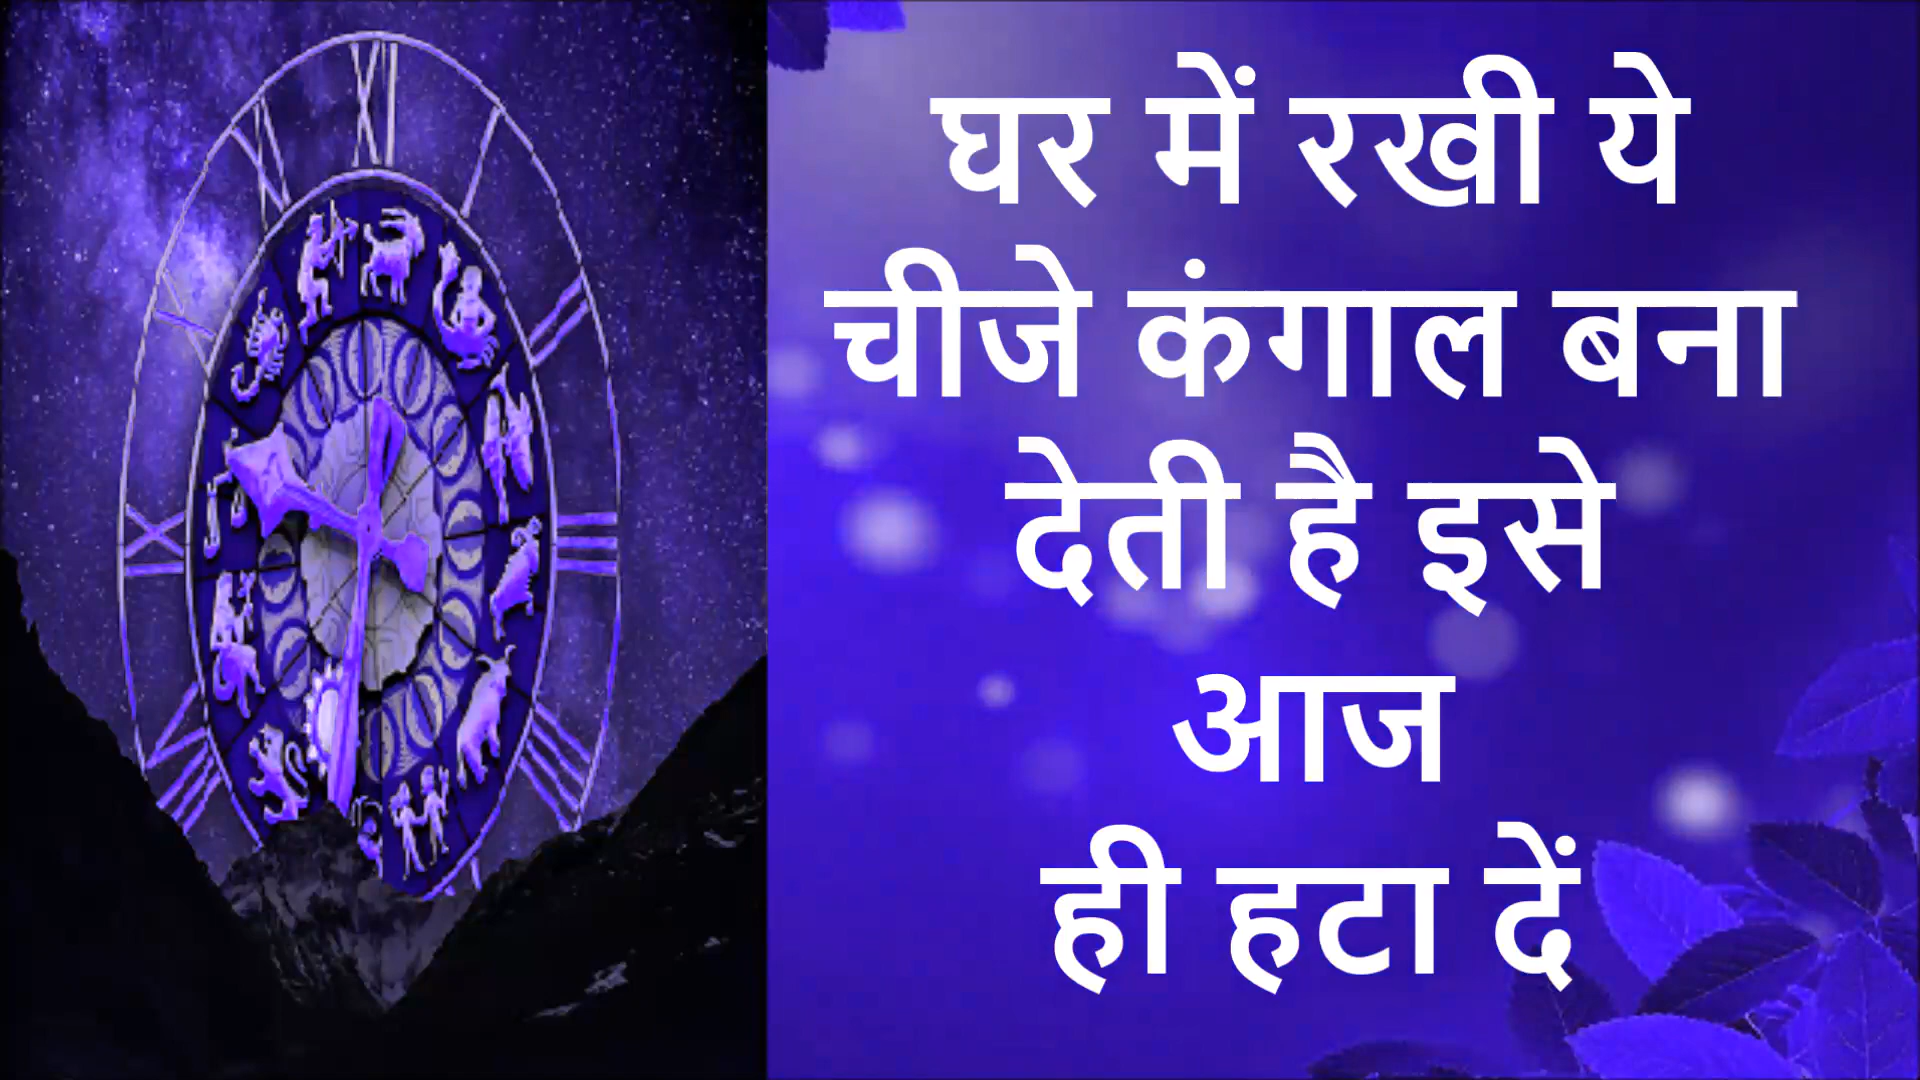 घर में रखी ये
चीजे कंगाल बना
देती है इसे
आज
ही हटा दें